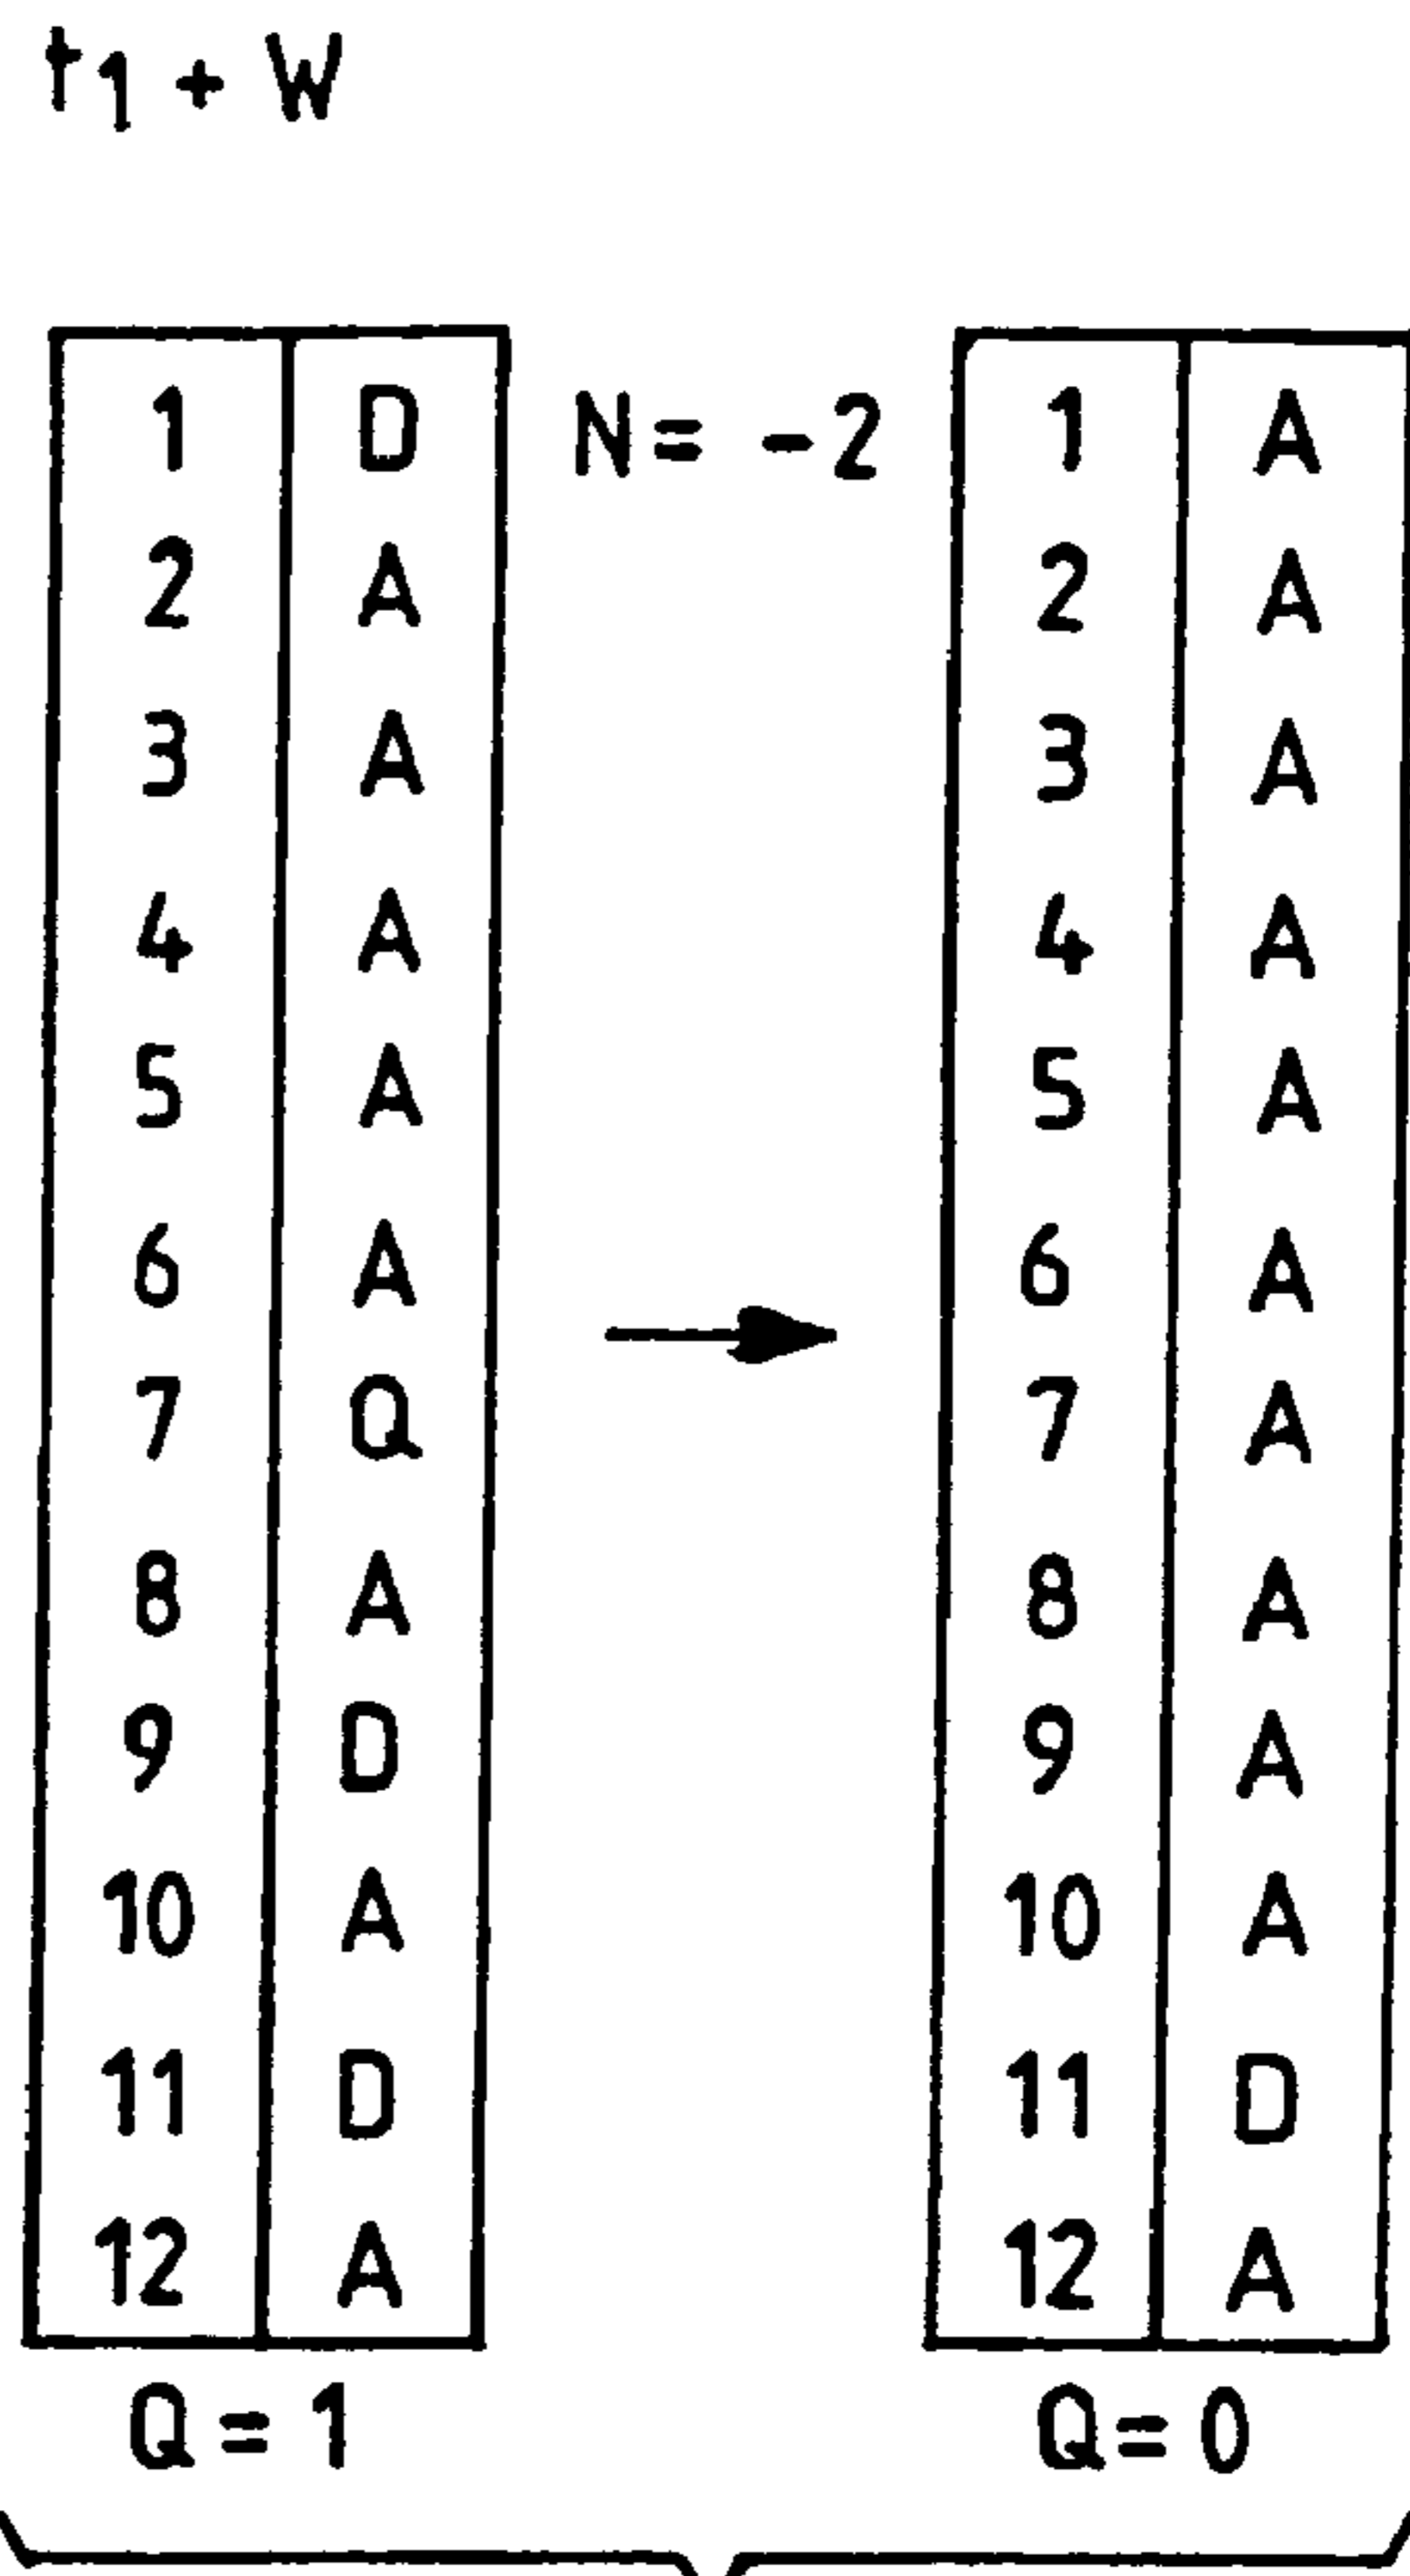 t1 + W
1 D N= -2 1 A
2 A 2 A
3 A 3 A
4 A 4 A
5 A 5 A
6 A 6 A
7 Q 7 A
8 A 8 A
9 D 9 A
10 A 10 A
11 D 11 D
12 A 12 A
Q = 1 Q = 0